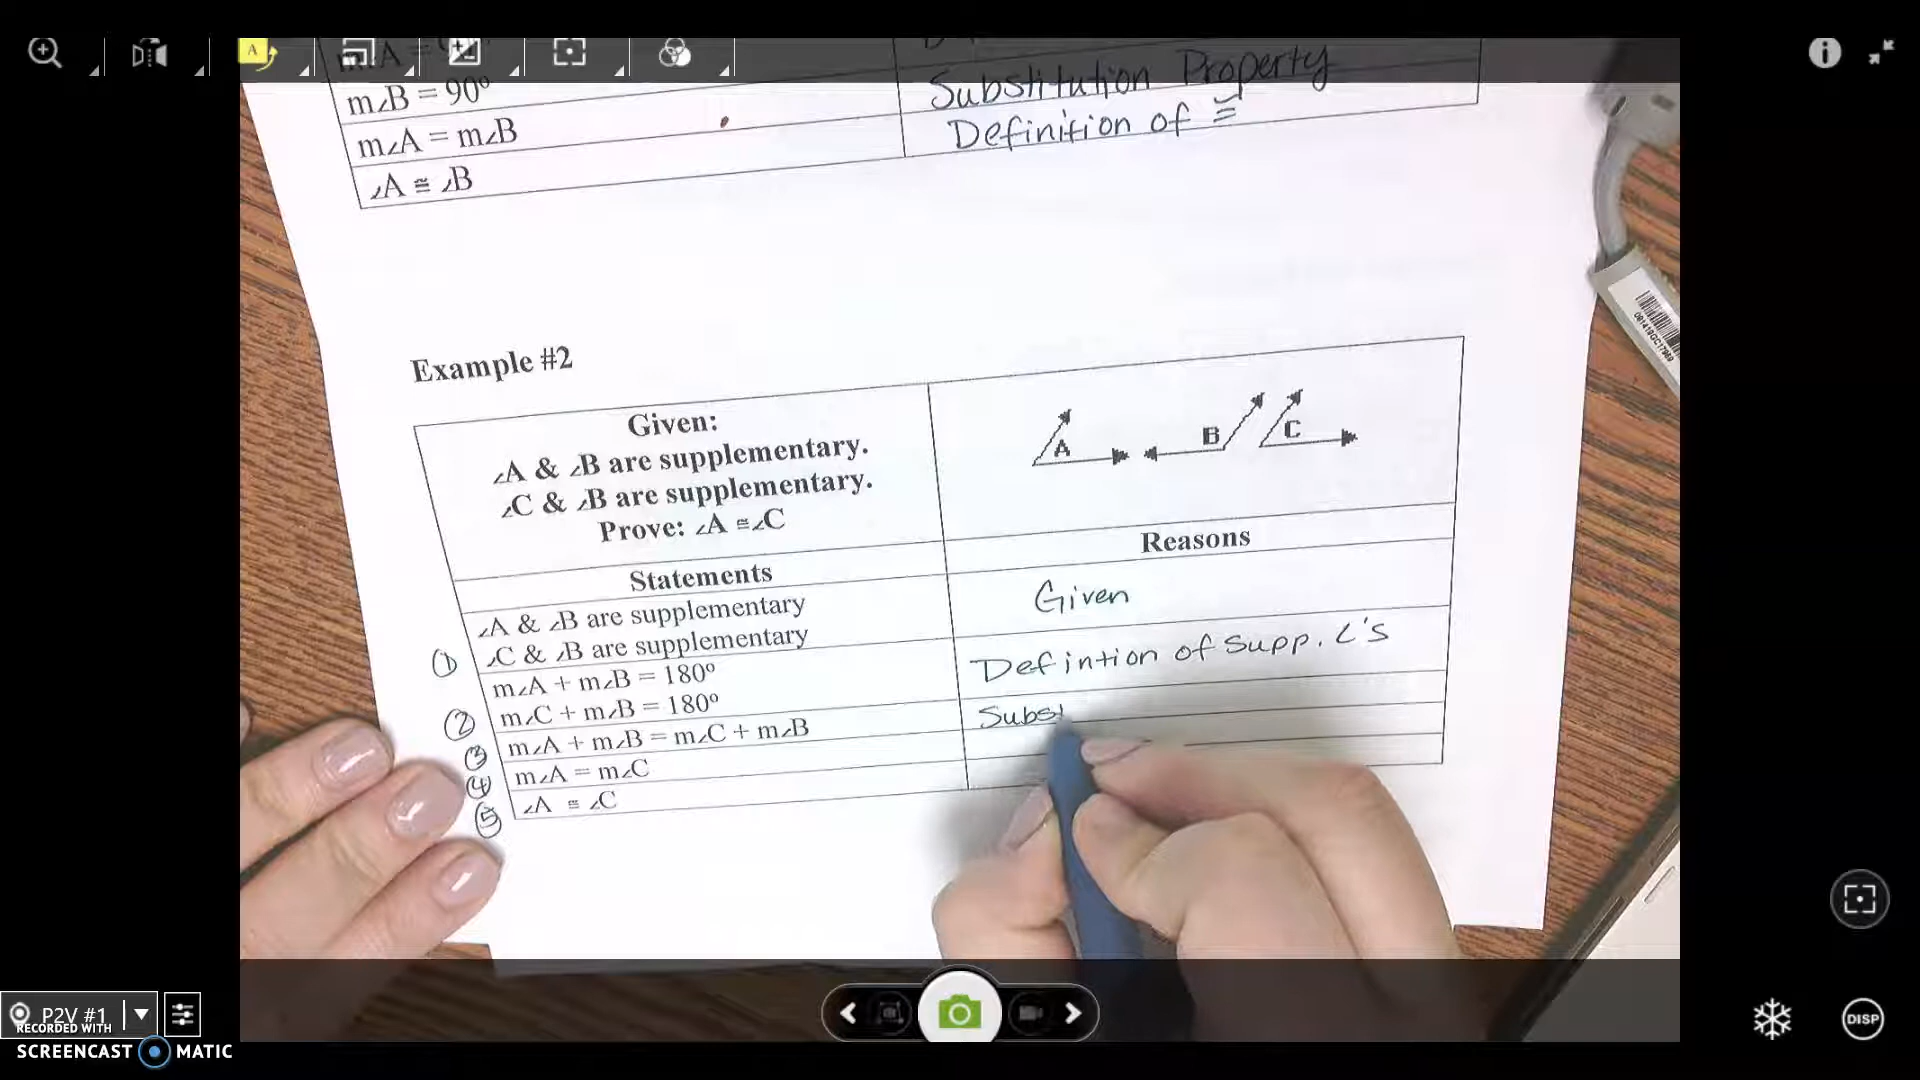 A
m∠A =
m∠B = 90°
Substitution Property
m∠A = m∠B
Definition of ≅
∠A ≅ ∠B
Example #2
Given:
∠A & ∠B are supplementary.
∠C & ∠B are supplementary.
Prove: ∠A ≅ ∠C
A B C
Statements
Reasons
∠A & ∠B are supplementary
Given
① ∠C & ∠B are supplementary
m∠A + m∠B = 180°
Defintion of Supp. ∠'s
② m∠C + m∠B = 180°
③ m∠A + m∠B = m∠C + m∠B
Subst
④ m∠A = m∠C
⑤ ∠A ≅ ∠C
P2V #1
RECORDED WITH
SCREENCAST MATIC
DISP